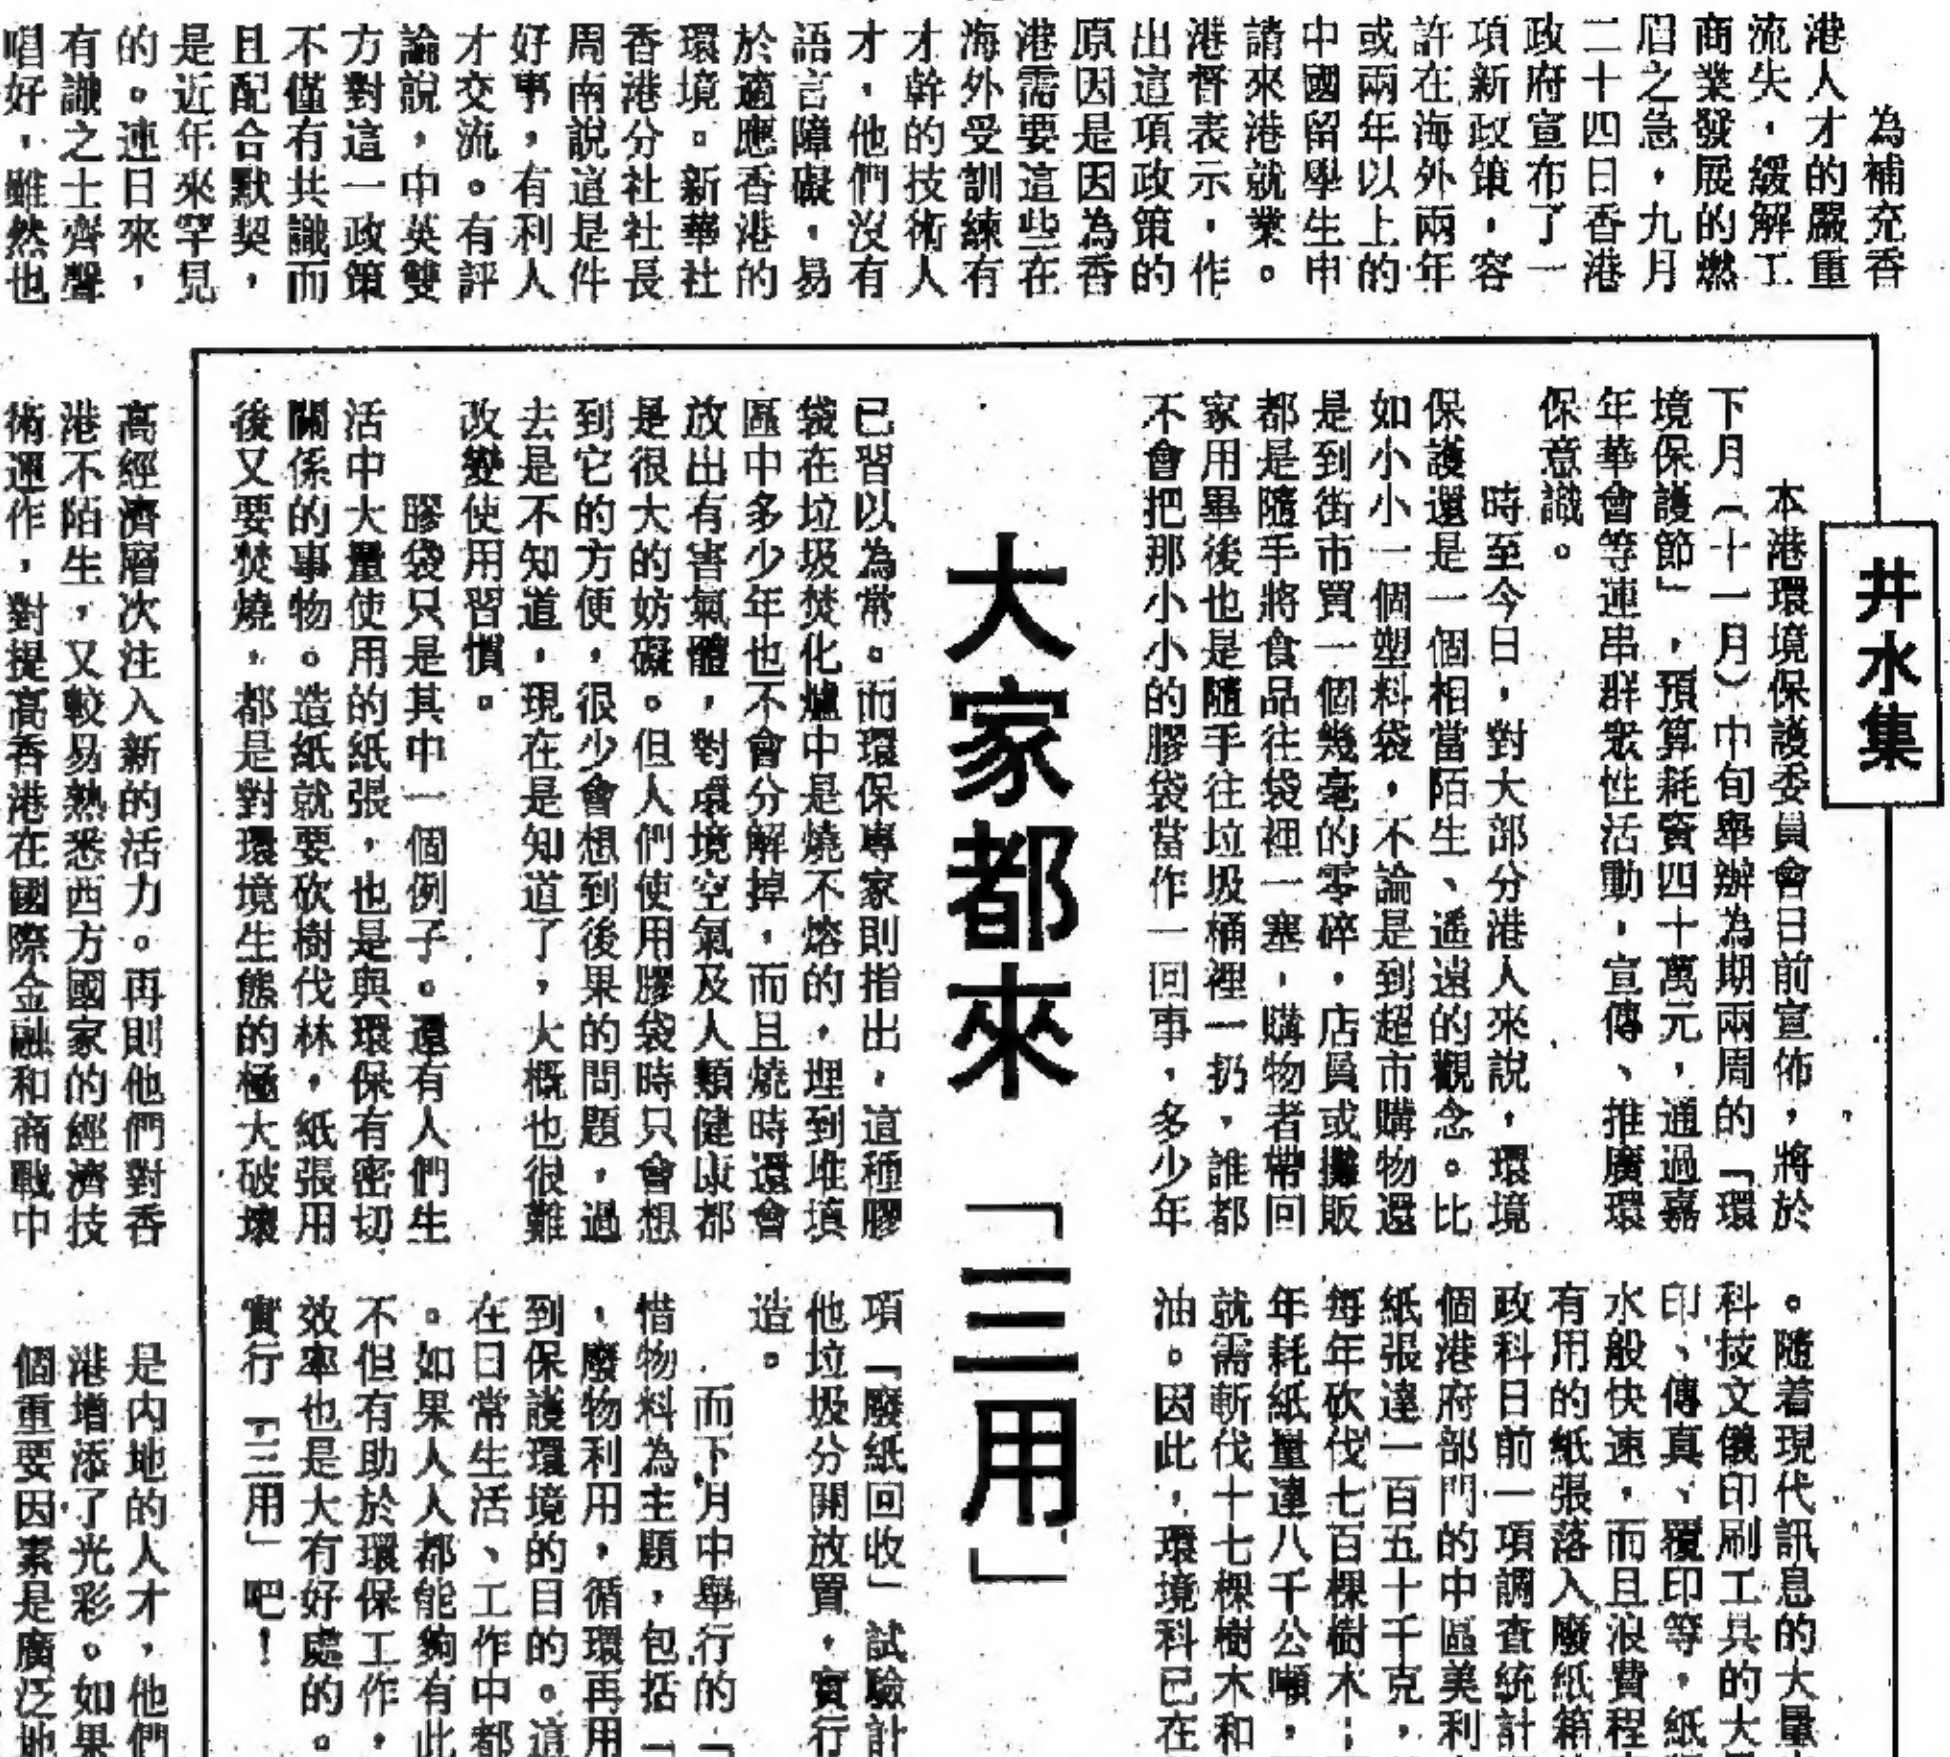 為補充香
港人才的嚴重
流失，緩解工
商業發展的燃
眉之急，九月
二十四日香港
政府宣布了一
項新政策，容
許在海外兩年
或兩年以上的
中國留學生申
請來港就業。
港督表示，作
出這項政策的
原因是因為香
港需要這些在
海外受訓練有
才幹的技術人
才，他們沒有
語言障礙，易
於適應香港的
環境。新華社
香港分社社長
周南說這是件
好事，有利人
才交流。有評
論說，中英雙
方對這一政策
不僅有共識而
且配合默契，
是近年來罕見
的。連日來，
有識之士齊聲
唱好，雖然也
井水集
大家都來「三用」
本港環境保護委員會日前宣佈，將於
下月（十一月）中旬舉辦為期兩周的「環
境保護節」，預算耗資四十萬元，通過嘉
年華會等連串群眾性活動，宣傳、推廣環
保意識。
時至今日，對大部分港人來說，環境
保護還是一個相當陌生、遙遠的觀念。比
如小小一個塑料袋，不論是到超市購物還
是到街市買一個幾毫的零碎，店員或攤販
都是隨手將食品往袋裡一塞，購物者帶回
家用畢後也是隨手往垃圾桶裡一扔，誰都
不會把那小小的膠袋當作一回事，多少年
已習以為常。而環保專家則指出，這種膠
袋在垃圾焚化爐中是燒不熔的，埋到堆填
區中多少年也不會分解掉，而且燒時還會
放出有害氣體，對環境空氣及人類健康都
是很大的妨礙。但人們使用膠袋時只會想
到它的方便，很少會想到後果的問題，過
去是不知道，現在是知道了，大概也很難
改變使用習慣。
膠袋只是其中一個例子。還有人們生
活中大量使用的紙張，也是與環保有密切
關係的事物。造紙就要砍樹伐林，紙張用
後又要焚燒，都是對環境生態的極大破壞
。隨着現代訊息的大量
科技文儀印刷工具的大
印、傳真、覆印等，紙
水般快速，而且浪費程
有用的紙張落入廢紙箱
政科日前一項調查統計
個港府部門的中區美利
紙張達一百五十千克，
每年砍伐七百棵樹木；
年耗紙量達八千公噸，
就需斬伐十七棵樹木和
油。因此，環境科已在
項「廢紙回收」試驗計
他垃圾分開放置，實行
造。
而下月中舉行的「
惜物料為主題，包括「
，廢物利用，循環再用
到保護環境的目的。這
在日常生活、工作中都
。如果人人都能夠有此
不但有助於環保工作，
效率也是大有好處的。
實行「三用」吧！
高經濟層次注入新的活力。再則他們對香
港不陌生，又較易熟悉西方國家的經濟技
術運作，對提高香港在國際金融和商戰中
是內地的人才，他們
港增添了光彩。如果
個重要因素是廣泛地